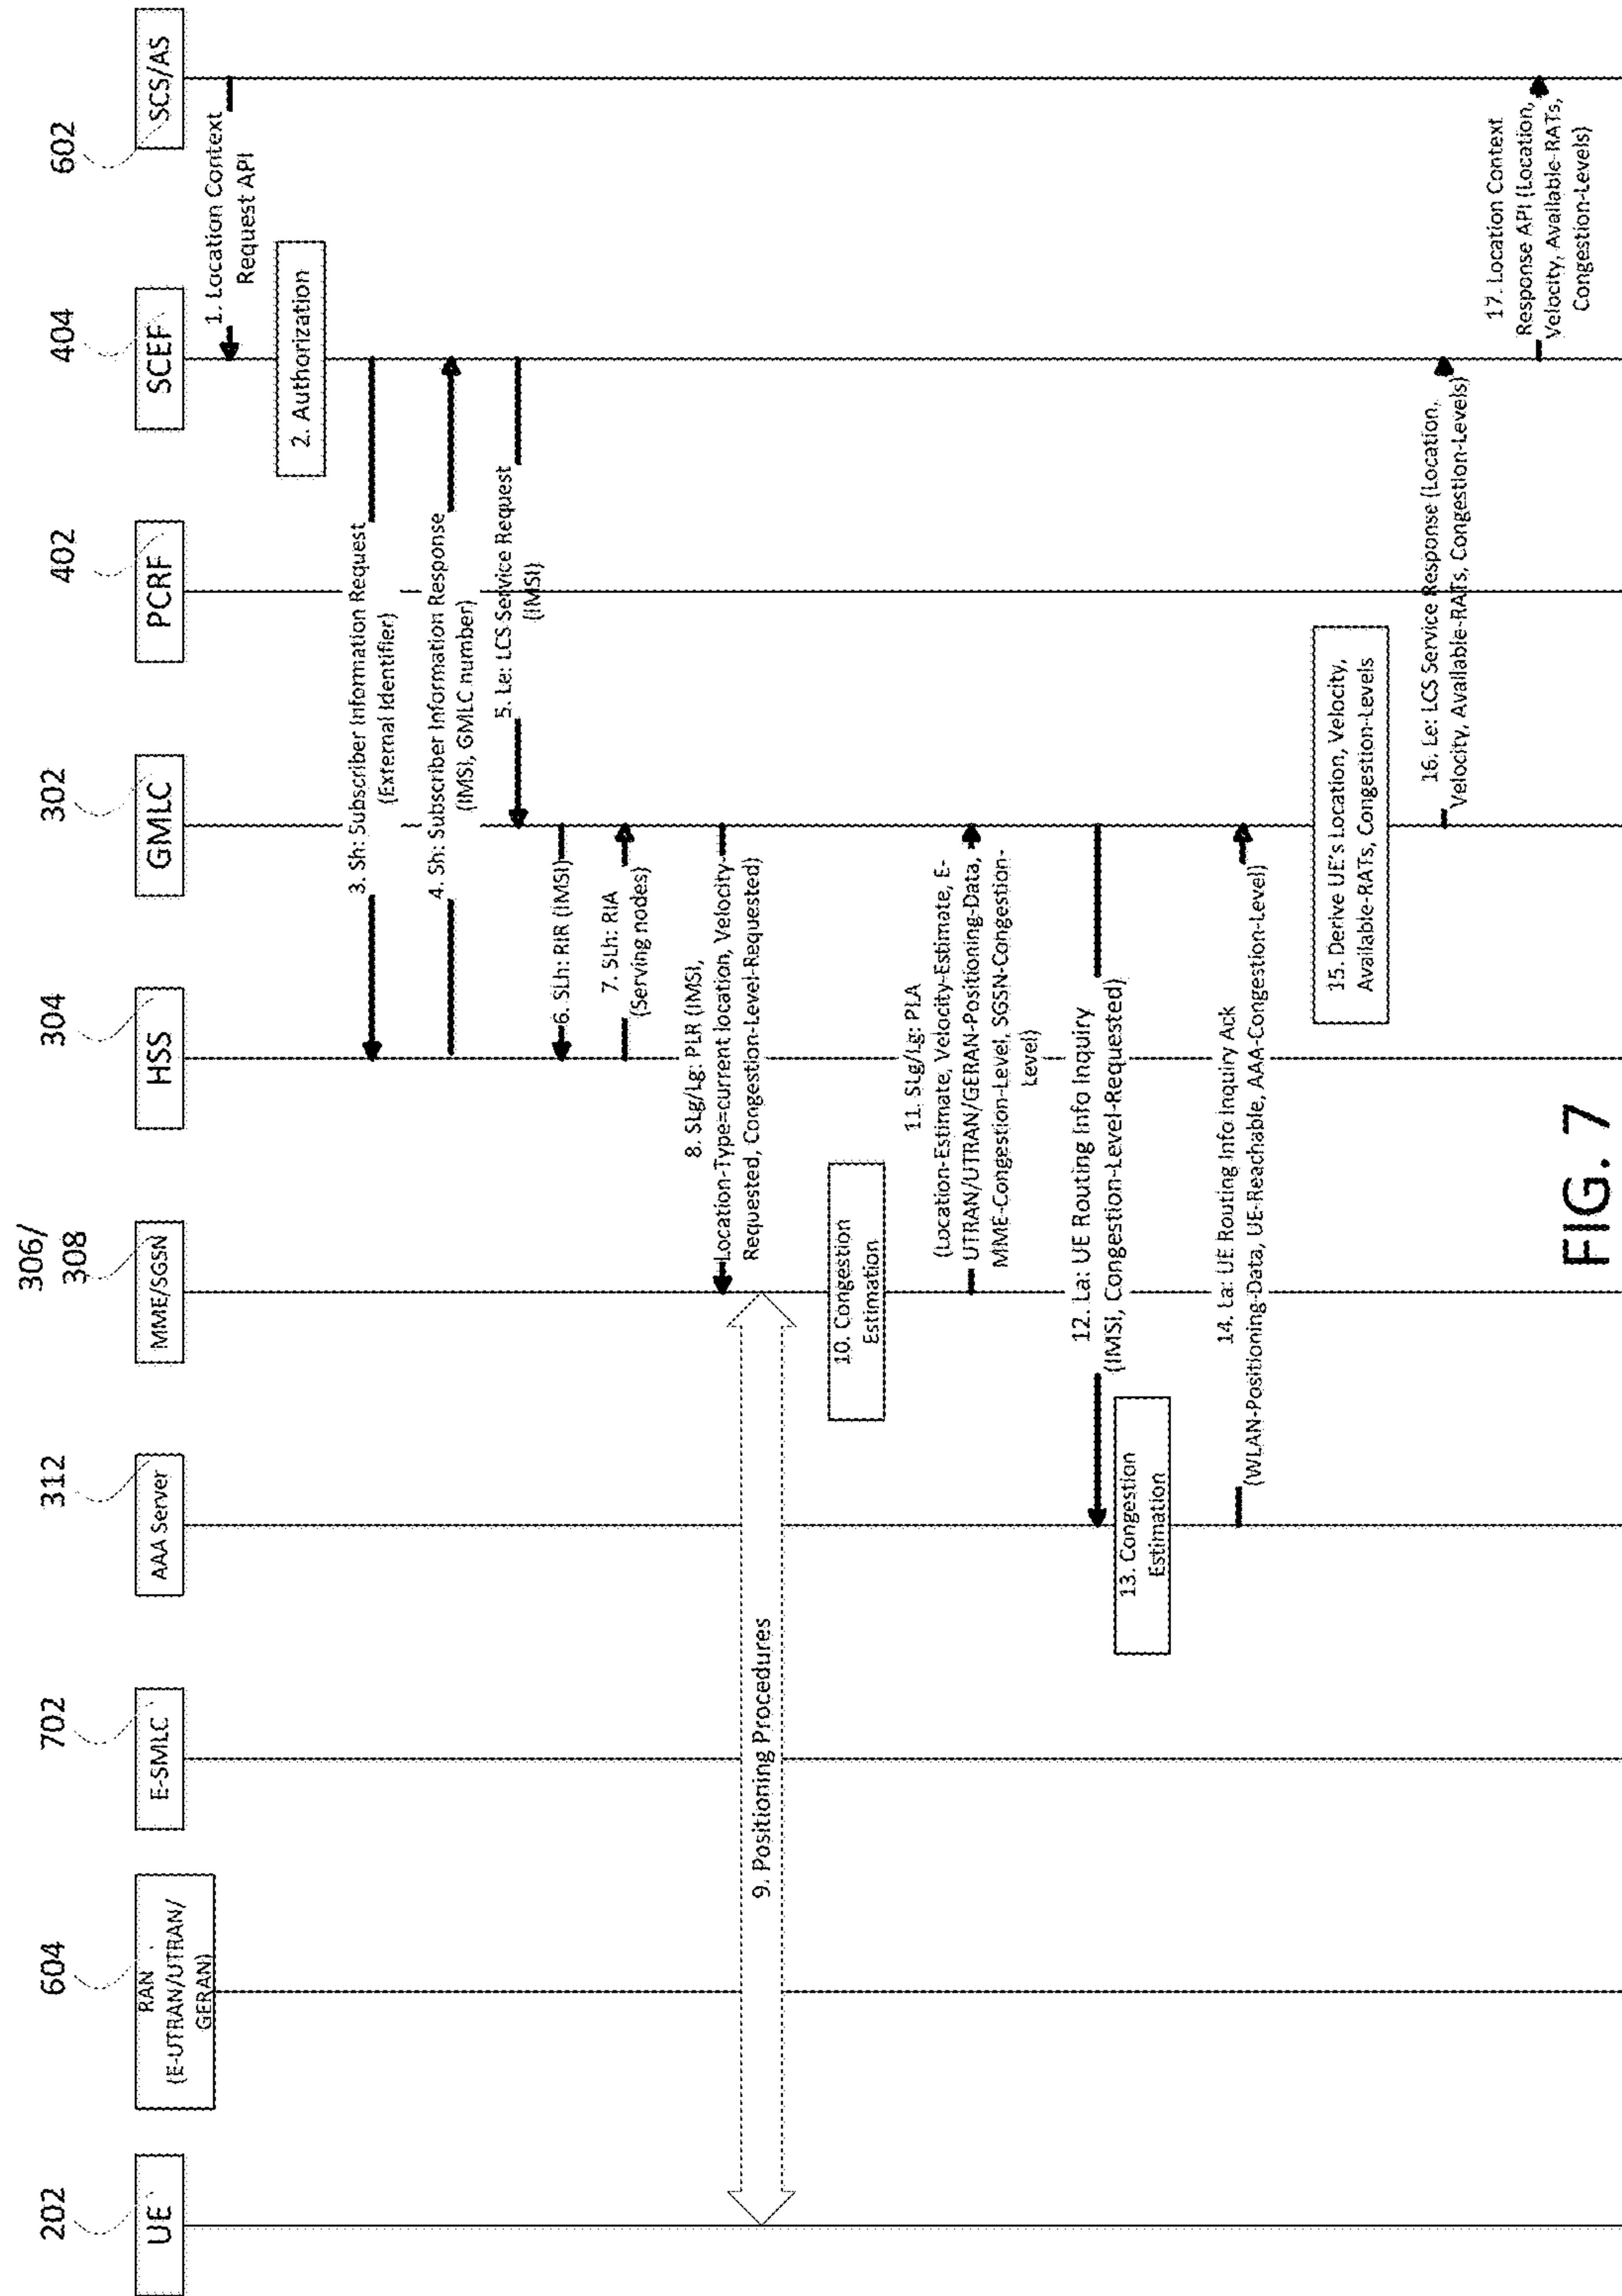 202
604
702
312
306/
308
304
302
402
404
602
UE
RAN
(E-UTRAN/UTRAN/
GERAN)
E-SMLC
AAA Server
MME/SGSN
HSS
GMLC
PCRF
SCEF
SCS/AS
1. Location Context
Request API
2. Authorization
3. Sh: Subscriber Information Request
(External Identifier)
4. Sh: Subscriber Information Response
(IMSI, GMLC number)
5. Le: LCS Service Request
(IMSI)
6. SLh: RIR (IMSI)
7. SLh: RIA
(Serving nodes)
8. SLg/Lg: PLR (IMSI,
Location-Type=current location, Velocity-
Requested, Congestion-Level-Requested)
9. Positioning Procedures
10. Congestion
Estimation
11. SLg/Lg: PLA
(Location-Estimate, Velocity-Estimate, E-
UTRAN/UTRAN/GERAN-Positioning-Data,
MME-Congestion-Level, SGSN-Congestion-
Level)
12. La: UE Routing Info Inquiry
(IMSI, Congestion-Level-Requested)
13. Congestion
Estimation
14. La: UE Routing Info Inquiry Ack
(WLAN-Positioning-Data, UE-Reachable, AAA-Congestion-Level)
15. Derive UE's Location, Velocity,
Available-RATs, Congestion-Levels
16. Le: LCS Service Response (Location,
Velocity, Available-RATs, Congestion-Levels)
17. Location Context
Response API (Location,
Velocity, Available-RATs,
Congestion-Levels)
FIG. 7